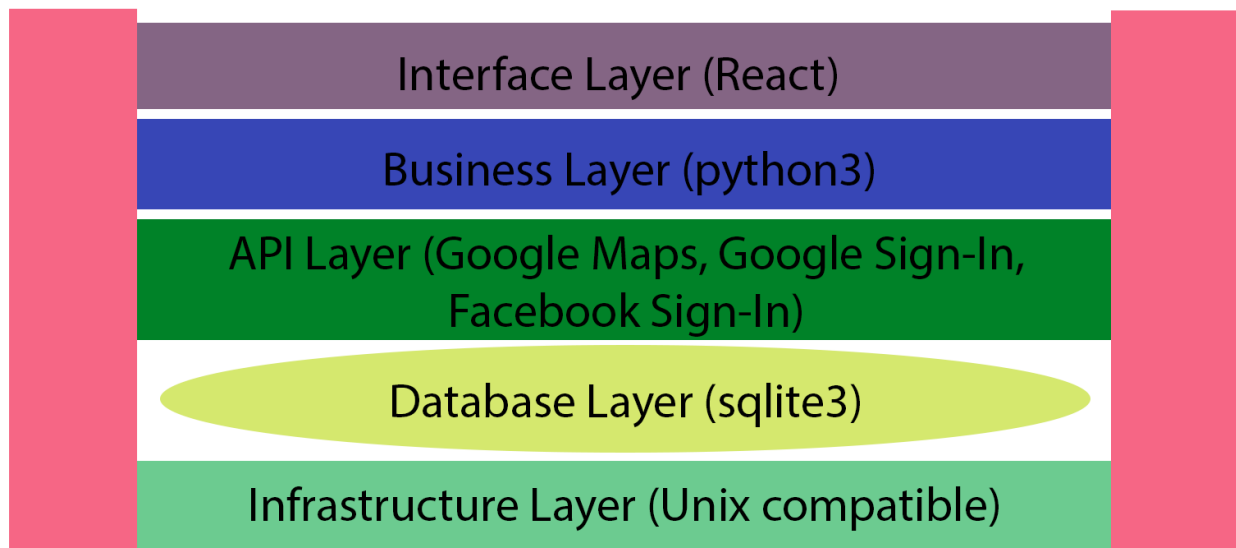 Interface Layer (React)
Business Layer (python3)
API Layer (Google Maps, Google Sign-In,
Facebook Sign-In)
Database Layer (sqlite3)
Infrastructure Layer (Unix compatible)